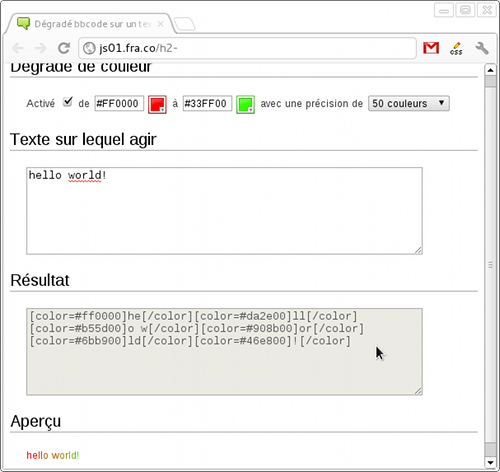 Dégradé bbcode sur un tex
js01.fra.co/h2-
css
Dégradé de couleur
Activé de #FF0000 à #33FF00 avec une précision de 50 couleurs
Texte sur lequel agir
hello world!
Résultat
[color=#ff0000]he[/color][color=#da2e00]ll[/color]
[color=#b55d00]o w[/color][color=#908b00]or[/color]
[color=#6bb900]ld[/color][color=#46e800]![/color]
Aperçu
hello world!